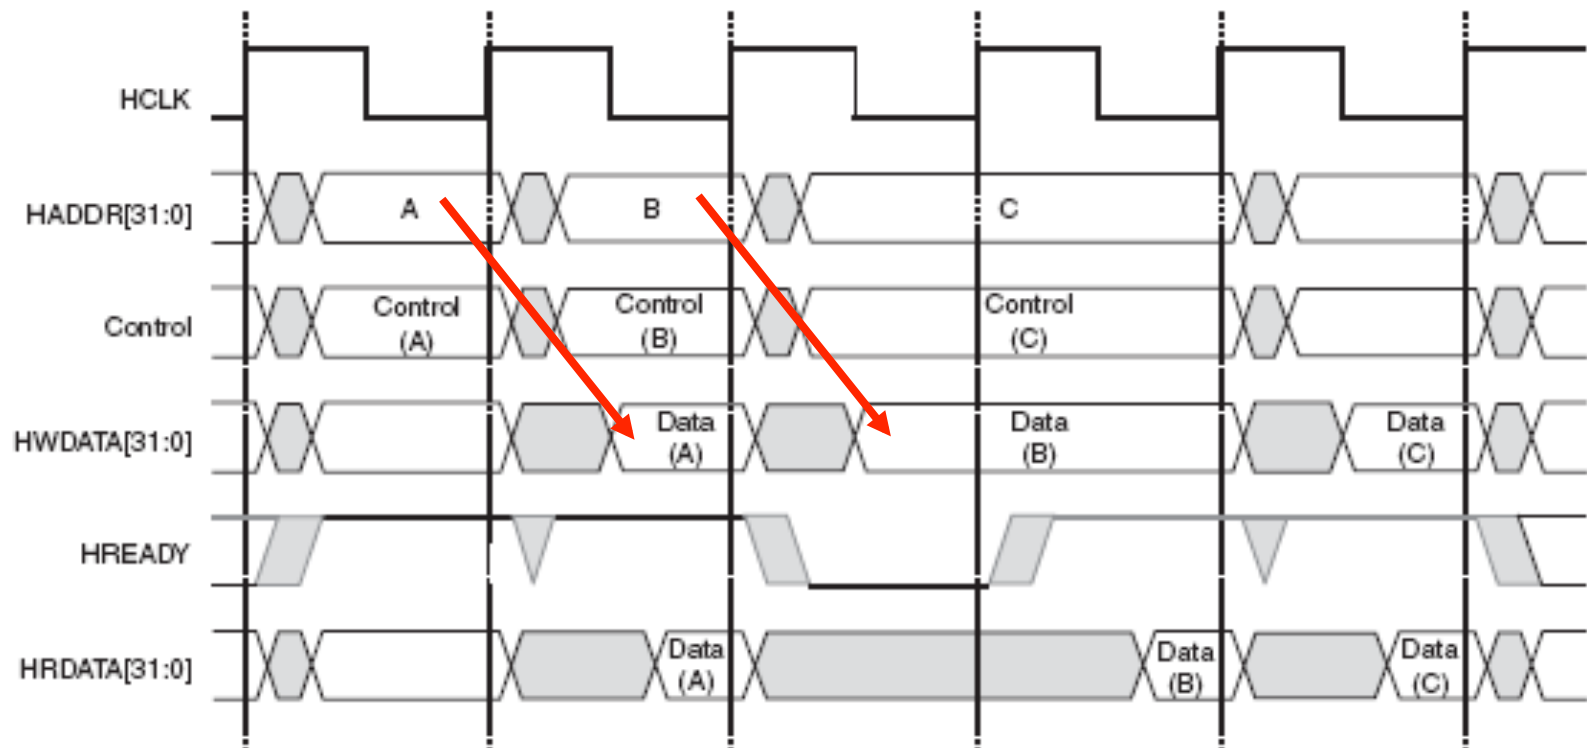 HCLK
HADDR[31:0]
A
B
C
Control
Control
(A)
Control
(B)
Control
(C)
HWDATA[31:0]
Data
(A)
Data
(B)
Data
(C)
HREADY
HRDATA[31:0]
Data
(A)
Data
(B)
Data
(C)